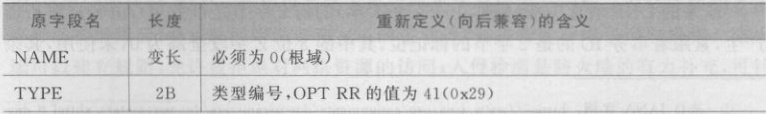 原字段名 长度 重新定义(向后兼容)的含义
NAME 变长 必须为0(根域)
TYPE 2B 类型编号,OPT RR的值为41(0x29)